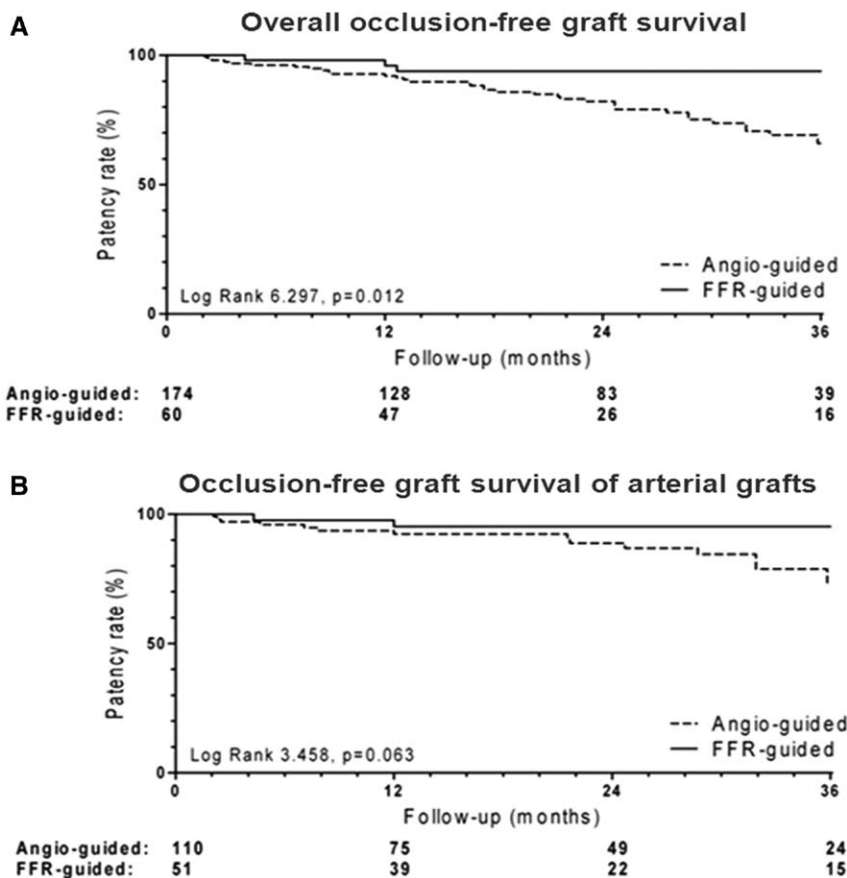 A
Overall occlusion-free graft survival
100
50
0
Patency rate (%)
Log Rank 6.297, p=0.012
Angio-guided
FFR-guided
0 12 24 36
Follow-up (months)
Angio-guided: 174 128 83 39
FFR-guided: 60 47 26 16
B
Occlusion-free graft survival of arterial grafts
100
50
0
Patency rate (%)
Log Rank 3.458, p=0.063
Angio-guided
FFR-guided
0 12 24 36
Follow-up (months)
Angio-guided: 110 75 49 24
FFR-guided: 51 39 22 15